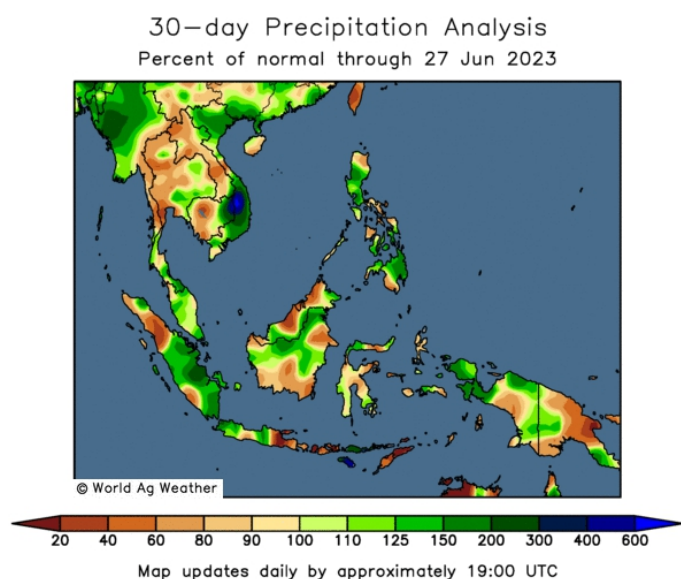 30-day Precipitation Analysis
Percent of normal through 27 Jun 2023
© World Ag Weather
20 40 60 80 90 100 110 125 150 200 300 400 600
Map updates daily by approximately 19:00 UTC